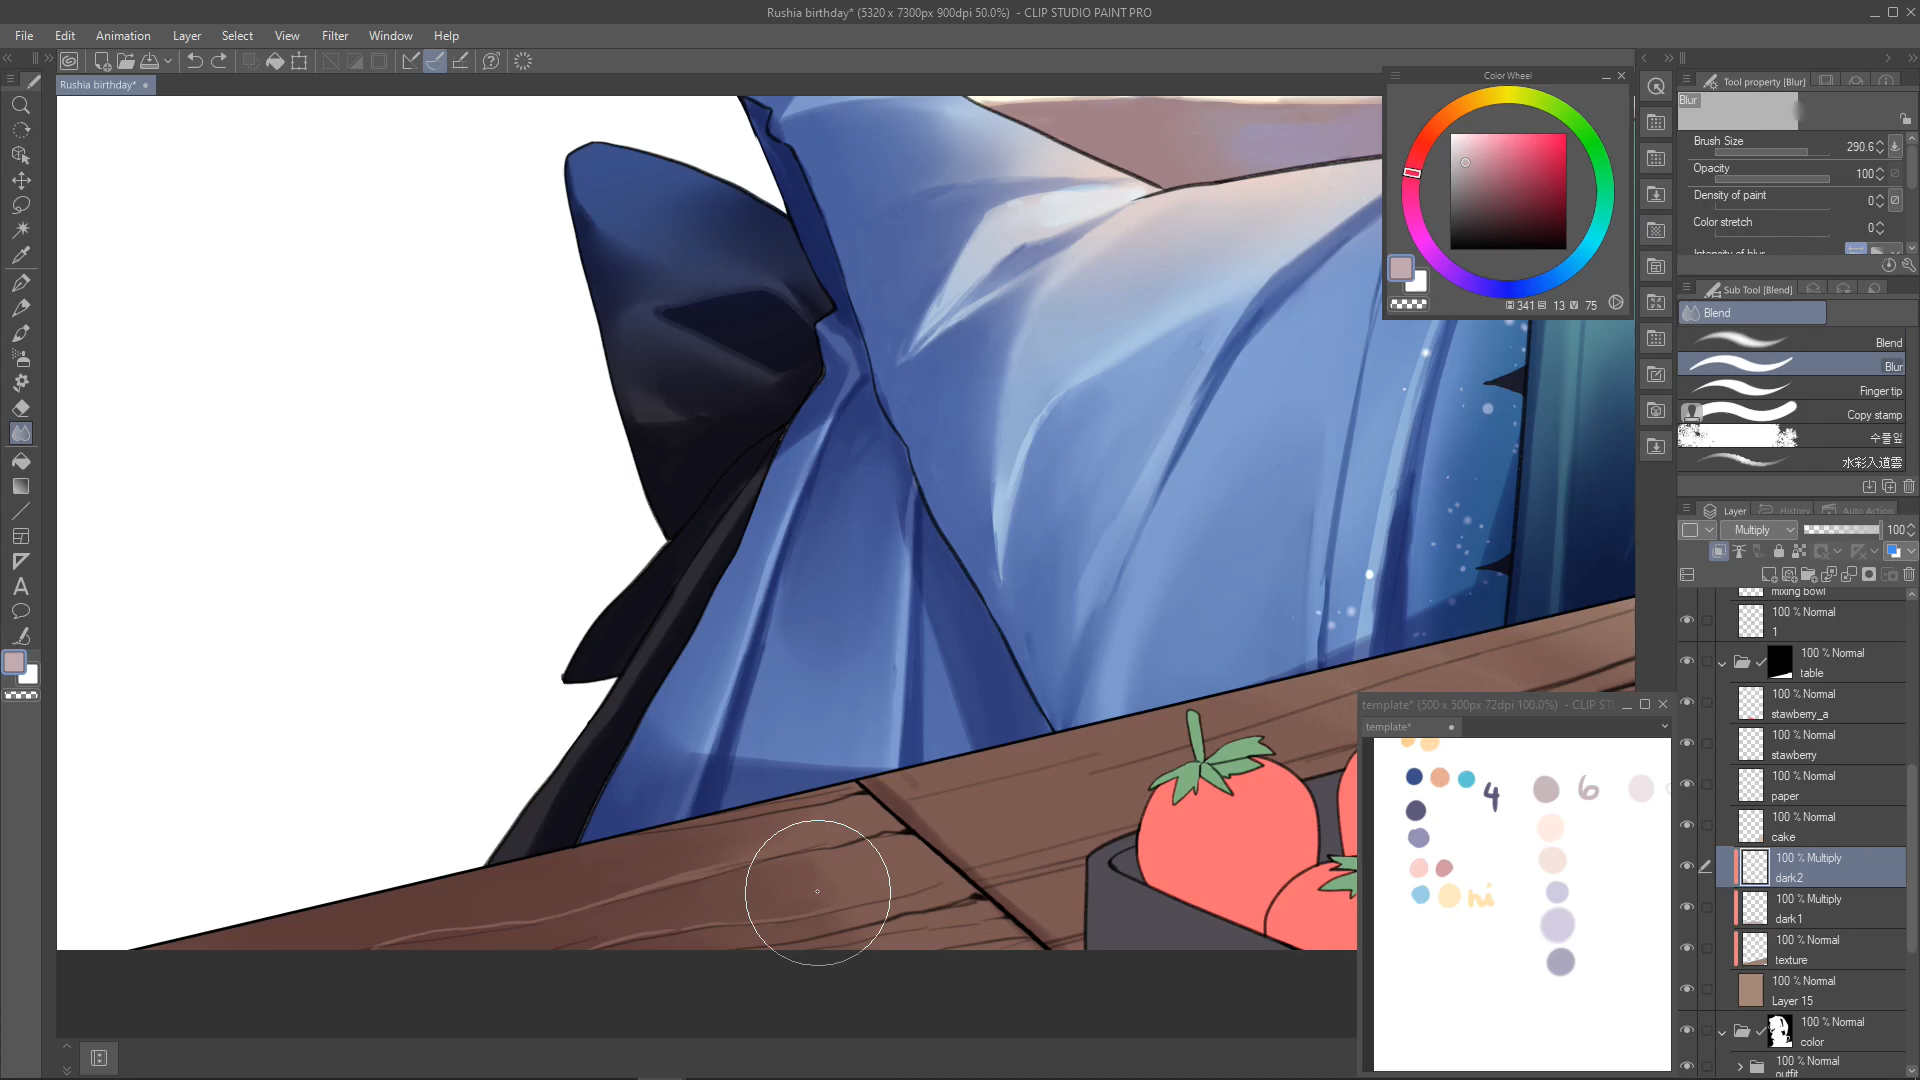 Rushia birthday* (5320 x 7300px 900dpi 50.0%)  - CLIP STUDIO PAINT PRO
File Edit Animation Layer Select View Filter Window Help
Rushia birthday*
Color Wheel
341 13 75
Tool property [Blur]
Blur
Brush Size 290.6
Opacity 100
Density of paint 0
Color stretch 0
Intensity of blur
Sub Tool [Blend]
Blend
Blend
Blur
Finger tip
Copy stamp
수풀잎
水彩入道雲
Layer History Auto Action
Multiply 100
mixing bowl
100 % Normal
1
100 % Normal
table
100 % Normal
stawberry_a
100 % Normal
stawberry
100 % Normal
paper
100 % Normal
cake
100 % Multiply
dark2
100 % Multiply
dark1
100 % Normal
texture
100 % Normal
Layer 15
100 % Normal
color
100 % Normal
outfit
template* (500 x 500px 72dpi 100.0%)  - CLIP ST
template*
4 6
hi
A